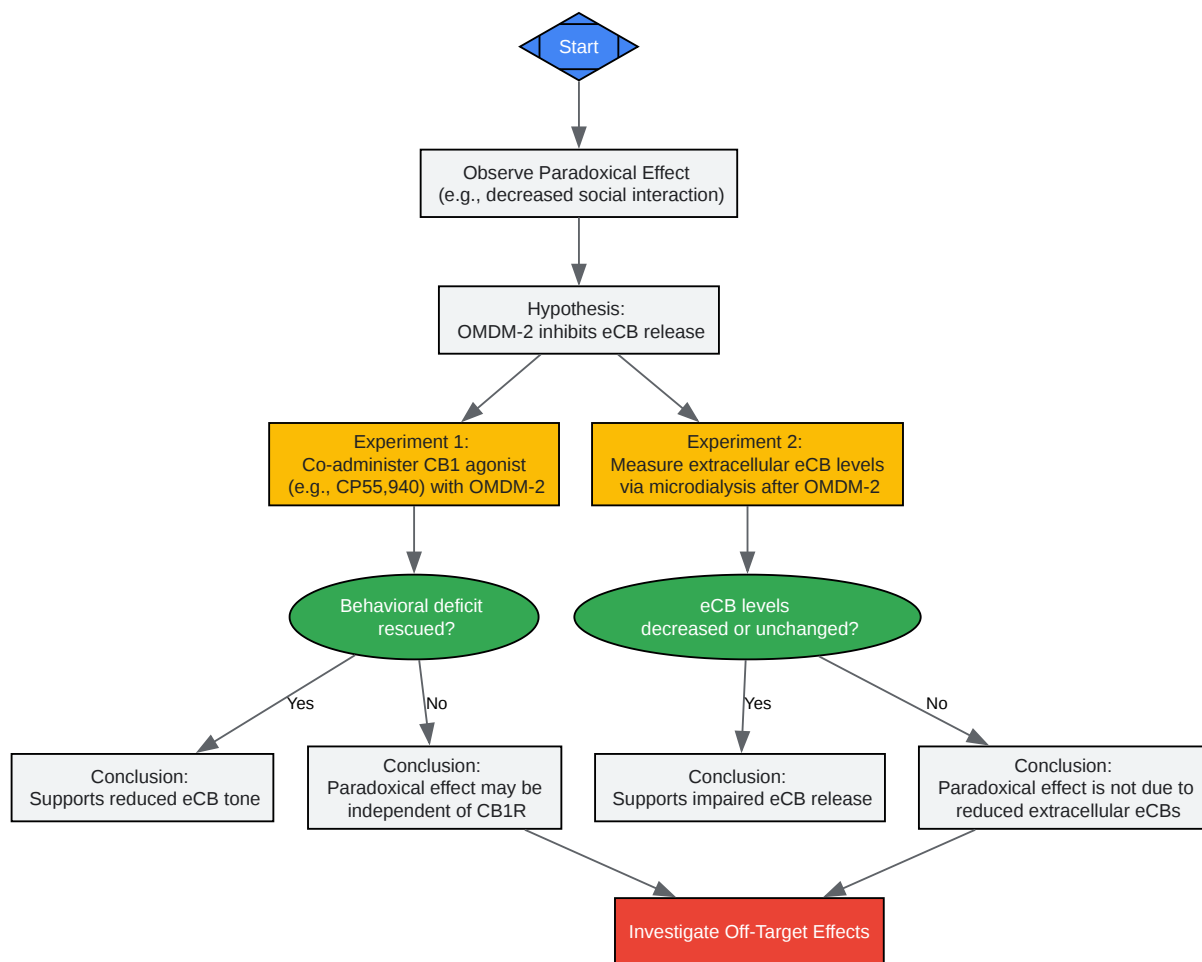 Start
Observe Paradoxical Effect
(e.g., decreased social interaction)
Hypothesis:
OMDM-2 inhibits eCB release
Experiment 1:
Co-administer CB1 agonist
(e.g., CP55,940) with OMDM-2
Experiment 2:
Measure extracellular eCB levels
via microdialysis after OMDM-2
Behavioral deficit
rescued?
eCB levels
decreased or unchanged?
Yes
No
Yes
No
Conclusion:
Supports reduced eCB tone
Conclusion:
Paradoxical effect may be
independent of CB1R
Conclusion:
Supports impaired eCB release
Conclusion:
Paradoxical effect is not due to
reduced extracellular eCBs
Investigate Off-Target Effects